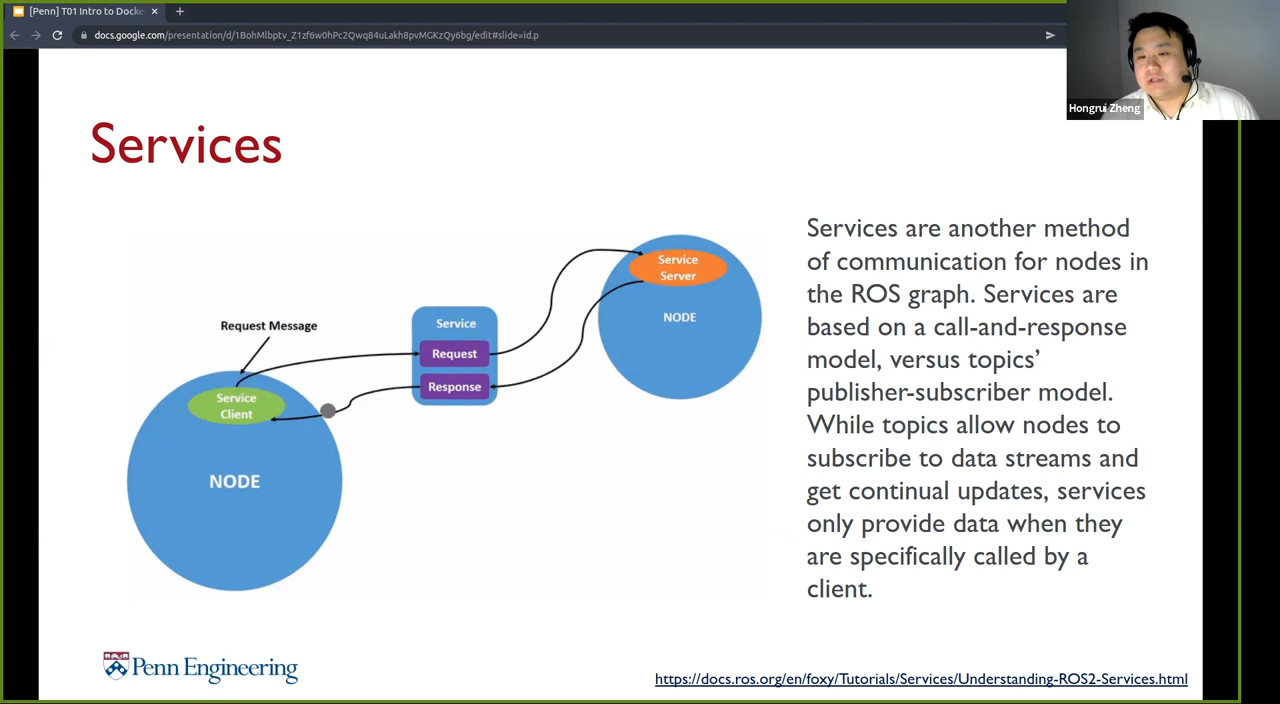 [Penn] T01 Intro to Docke
docs.google.com/presentation/d/1BohMlbptv_Z1zf6w0hPc2Qwq84uLakh8pvMGKzQy6bg/edit#slide=id.p
Hongrui Zheng
Services
Request Message
Service
Client
NODE
Service
Request
Response
Service
Server
NODE
Services are another method
of communication for nodes in
the ROS graph. Services are
based on a call-and-response
model, versus topics’
publisher-subscriber model.
While topics allow nodes to
subscribe to data streams and
get continual updates, services
only provide data when they
are specifically called by a
client.
Penn Engineering
https://docs.ros.org/en/foxy/Tutorials/Services/Understanding-ROS2-Services.html